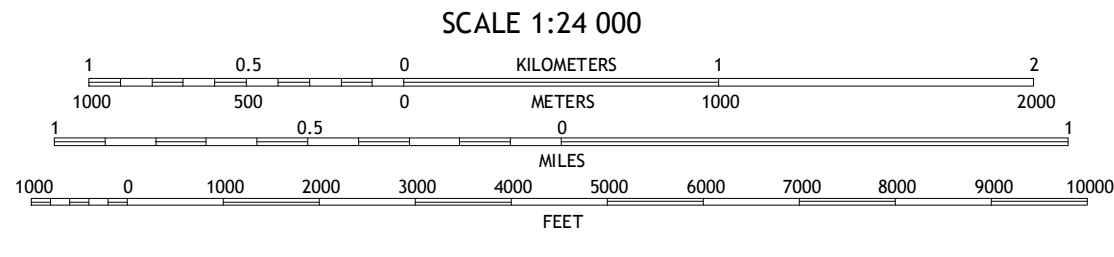 SCALE 1:24 000
1 0.5 0 KILOMETERS 1 2
1000 500 0 METERS 1000 2000
1 0.5 0 1
MILES
1000 0 1000 2000 3000 4000 5000 6000 7000 8000 9000 10000
FEET